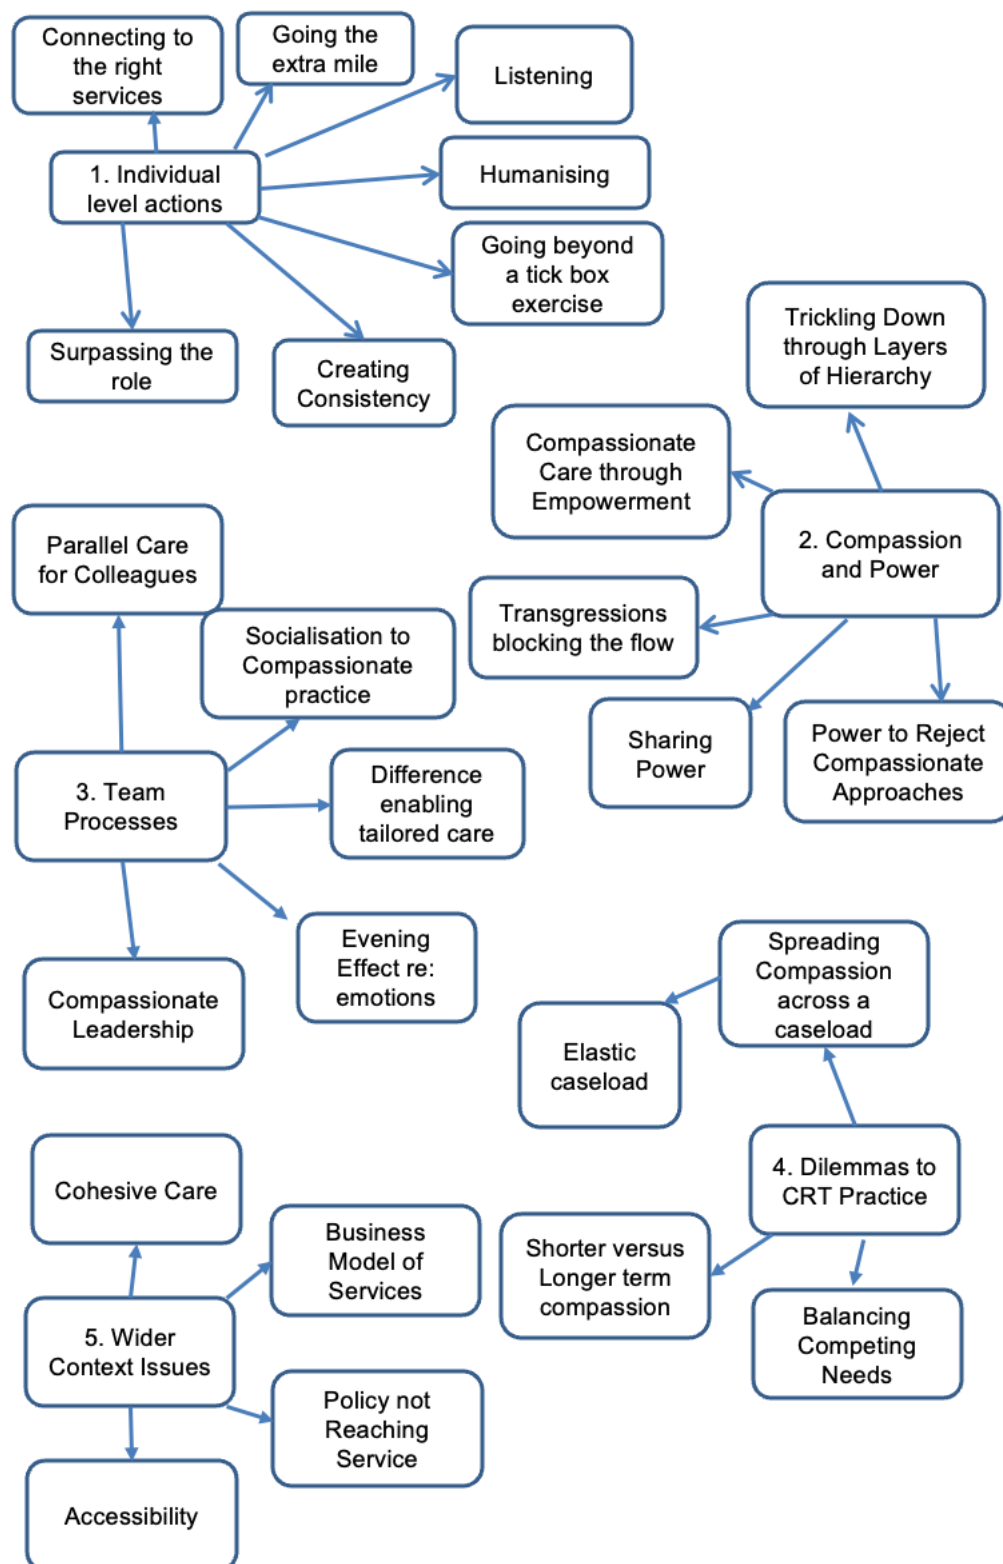 Connecting to
the right
services
Going the
extra mile
Listening
1. Individual
level actions
Humanising
Going beyond
a tick box
exercise
Surpassing the
role
Creating
Consistency
Trickling Down
through Layers
of Hierarchy
Compassionate
Care through
Empowerment
2. Compassion
and Power
Transgressions
blocking the flow
Sharing
Power
Power to Reject
Compassionate
Approaches
Parallel Care
for Colleagues
Socialisation to
Compassionate
practice
3. Team
Processes
Difference
enabling
tailored care
Evening
Effect re:
emotions
Compassionate
Leadership
Spreading
Compassion
across a
caseload
Elastic
caseload
4. Dilemmas to
CRT Practice
Shorter versus
Longer term
compassion
Balancing
Competing
Needs
Cohesive Care
Business
Model of
Services
5. Wider
Context Issues
Policy not
Reaching
Service
Accessibility